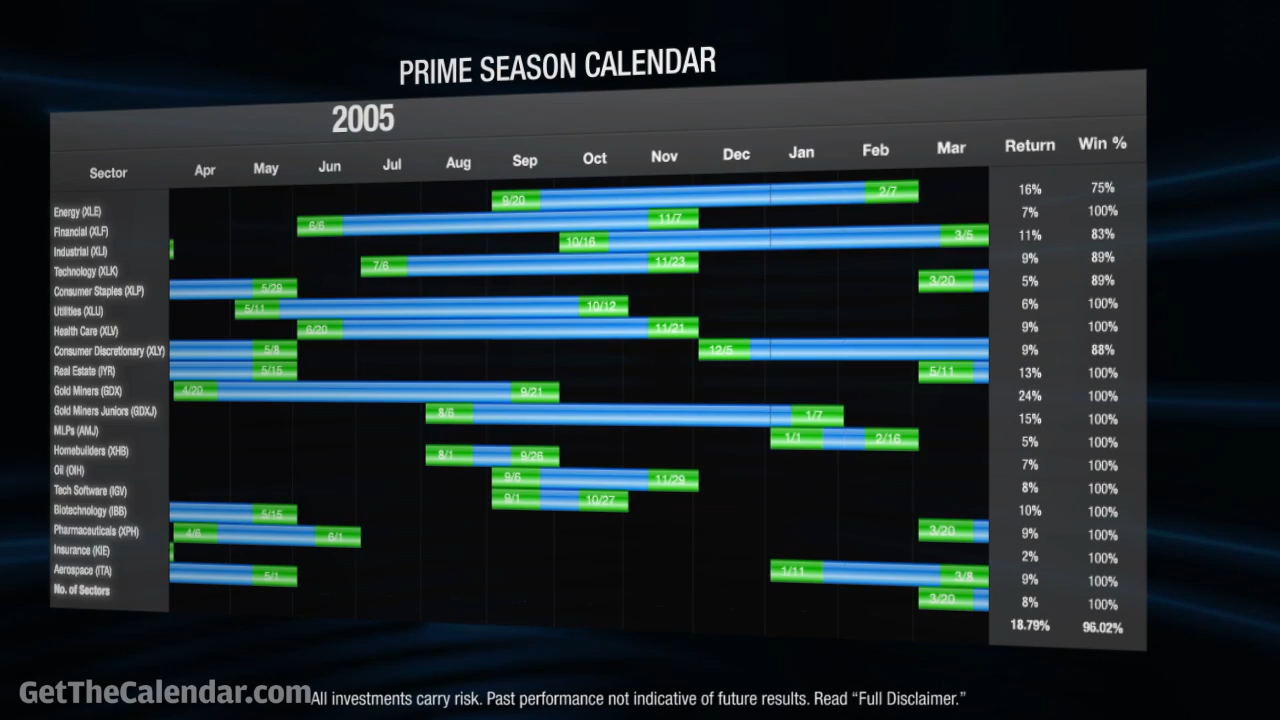 PRIME SEASON CALENDAR
2005
Sector Apr May Jun Jul Aug Sep Oct Nov Dec Jan Feb Mar Return Win %
Energy (XLE) 9/20 2/7 16% 75%
Financial (XLF) 6/6 11/7 7% 100%
Industrial (XLI) 10/16 3/5 11% 83%
Technology (XLK) 7/6 11/23 9% 89%
Consumer Staples (XLP) 5/29 3/20 5% 89%
Utilities (XLU) 5/11 10/12 6% 100%
Health Care (XLV) 6/20 11/21 9% 100%
Consumer Discretionary (XLY) 5/8 12/5 9% 88%
Real Estate (IYR) 5/15 5/11 13% 100%
Gold Miners (GDX) 4/20 9/21 24% 100%
Gold Miners Juniors (GDXJ) 8/6 1/7 15% 100%
MLPs (AMJ) 1/1 2/16 5% 100%
Homebuilders (XHB) 8/1 9/26 7% 100%
Oil (OIH) 9/6 11/29 8% 100%
Tech Software (IGV) 9/1 10/27 10% 100%
Biotechnology (IBB) 5/15 9% 100%
Pharmaceuticals (XPH) 4/6 6/1 3/20 2% 100%
Insurance (KIE) 9% 100%
Aerospace (ITA) 5/1 1/11 3/8 8% 100%
No. of Sectors 3/20 18.79% 96.02%
GetTheCalendar.com
All investments carry risk. Past performance not indicative of future results. Read “Full Disclaimer.”